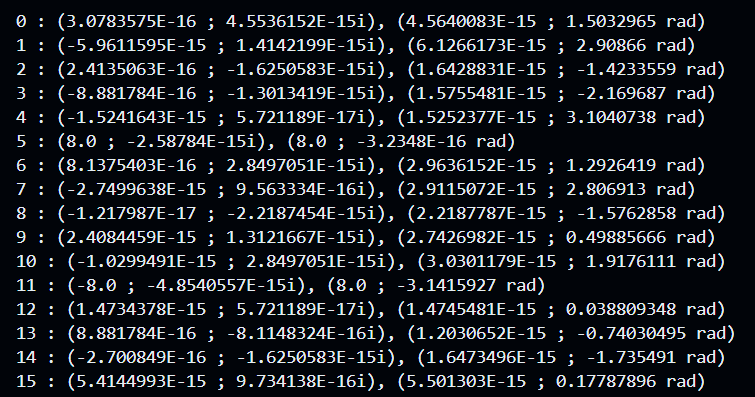 0 : (3.0783575E-16 ; 4.5536152E-15i), (4.5640083E-15 ; 1.5032965 rad)
1 : (-5.9611595E-15 ; 1.4142199E-15i), (6.1266173E-15 ; 2.90866 rad)
2 : (2.4135063E-16 ; -1.6250583E-15i), (1.6428831E-15 ; -1.4233559 rad)
3 : (-8.881784E-16 ; -1.3013419E-15i), (1.5755481E-15 ; -2.169687 rad)
4 : (-1.5241643E-15 ; 5.721189E-17i), (1.5252377E-15 ; 3.1040738 rad)
5 : (8.0 ; -2.58784E-15i), (8.0 ; -3.2348E-16 rad)
6 : (8.1375403E-16 ; 2.8497051E-15i), (2.9636152E-15 ; 1.2926419 rad)
7 : (-2.7499638E-15 ; 9.563334E-16i), (2.9115072E-15 ; 2.806913 rad)
8 : (-1.217987E-17 ; -2.2187454E-15i), (2.2187787E-15 ; -1.5762858 rad)
9 : (2.4084459E-15 ; 1.3121667E-15i), (2.7426982E-15 ; 0.49885666 rad)
10 : (-1.0299491E-15 ; 2.8497051E-15i), (3.0301179E-15 ; 1.9176111 rad)
11 : (-8.0 ; -4.8540557E-15i), (8.0 ; -3.1415927 rad)
12 : (1.4734378E-15 ; 5.721189E-17i), (1.4745481E-15 ; 0.038809348 rad)
13 : (8.881784E-16 ; -8.1148324E-16i), (1.2030652E-15 ; -0.74030495 rad)
14 : (-2.700849E-16 ; -1.6250583E-15i), (1.6473496E-15 ; -1.735491 rad)
15 : (5.4144993E-15 ; 9.734138E-16i), (5.501303E-15 ; 0.17787896 rad)